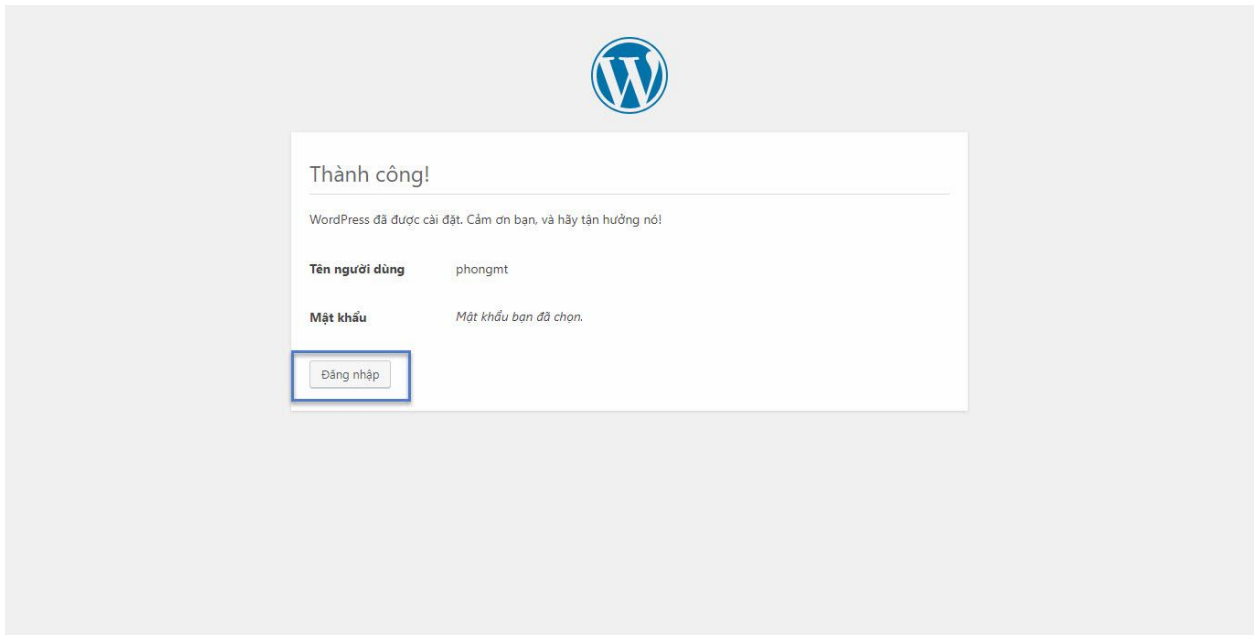 Thành công!
WordPress đã được cài đặt. Cảm ơn bạn, và hãy tận hưởng nó!
Tên người dùng phongmt
Mật khẩu Mật khẩu bạn đã chọn.
Đăng nhập